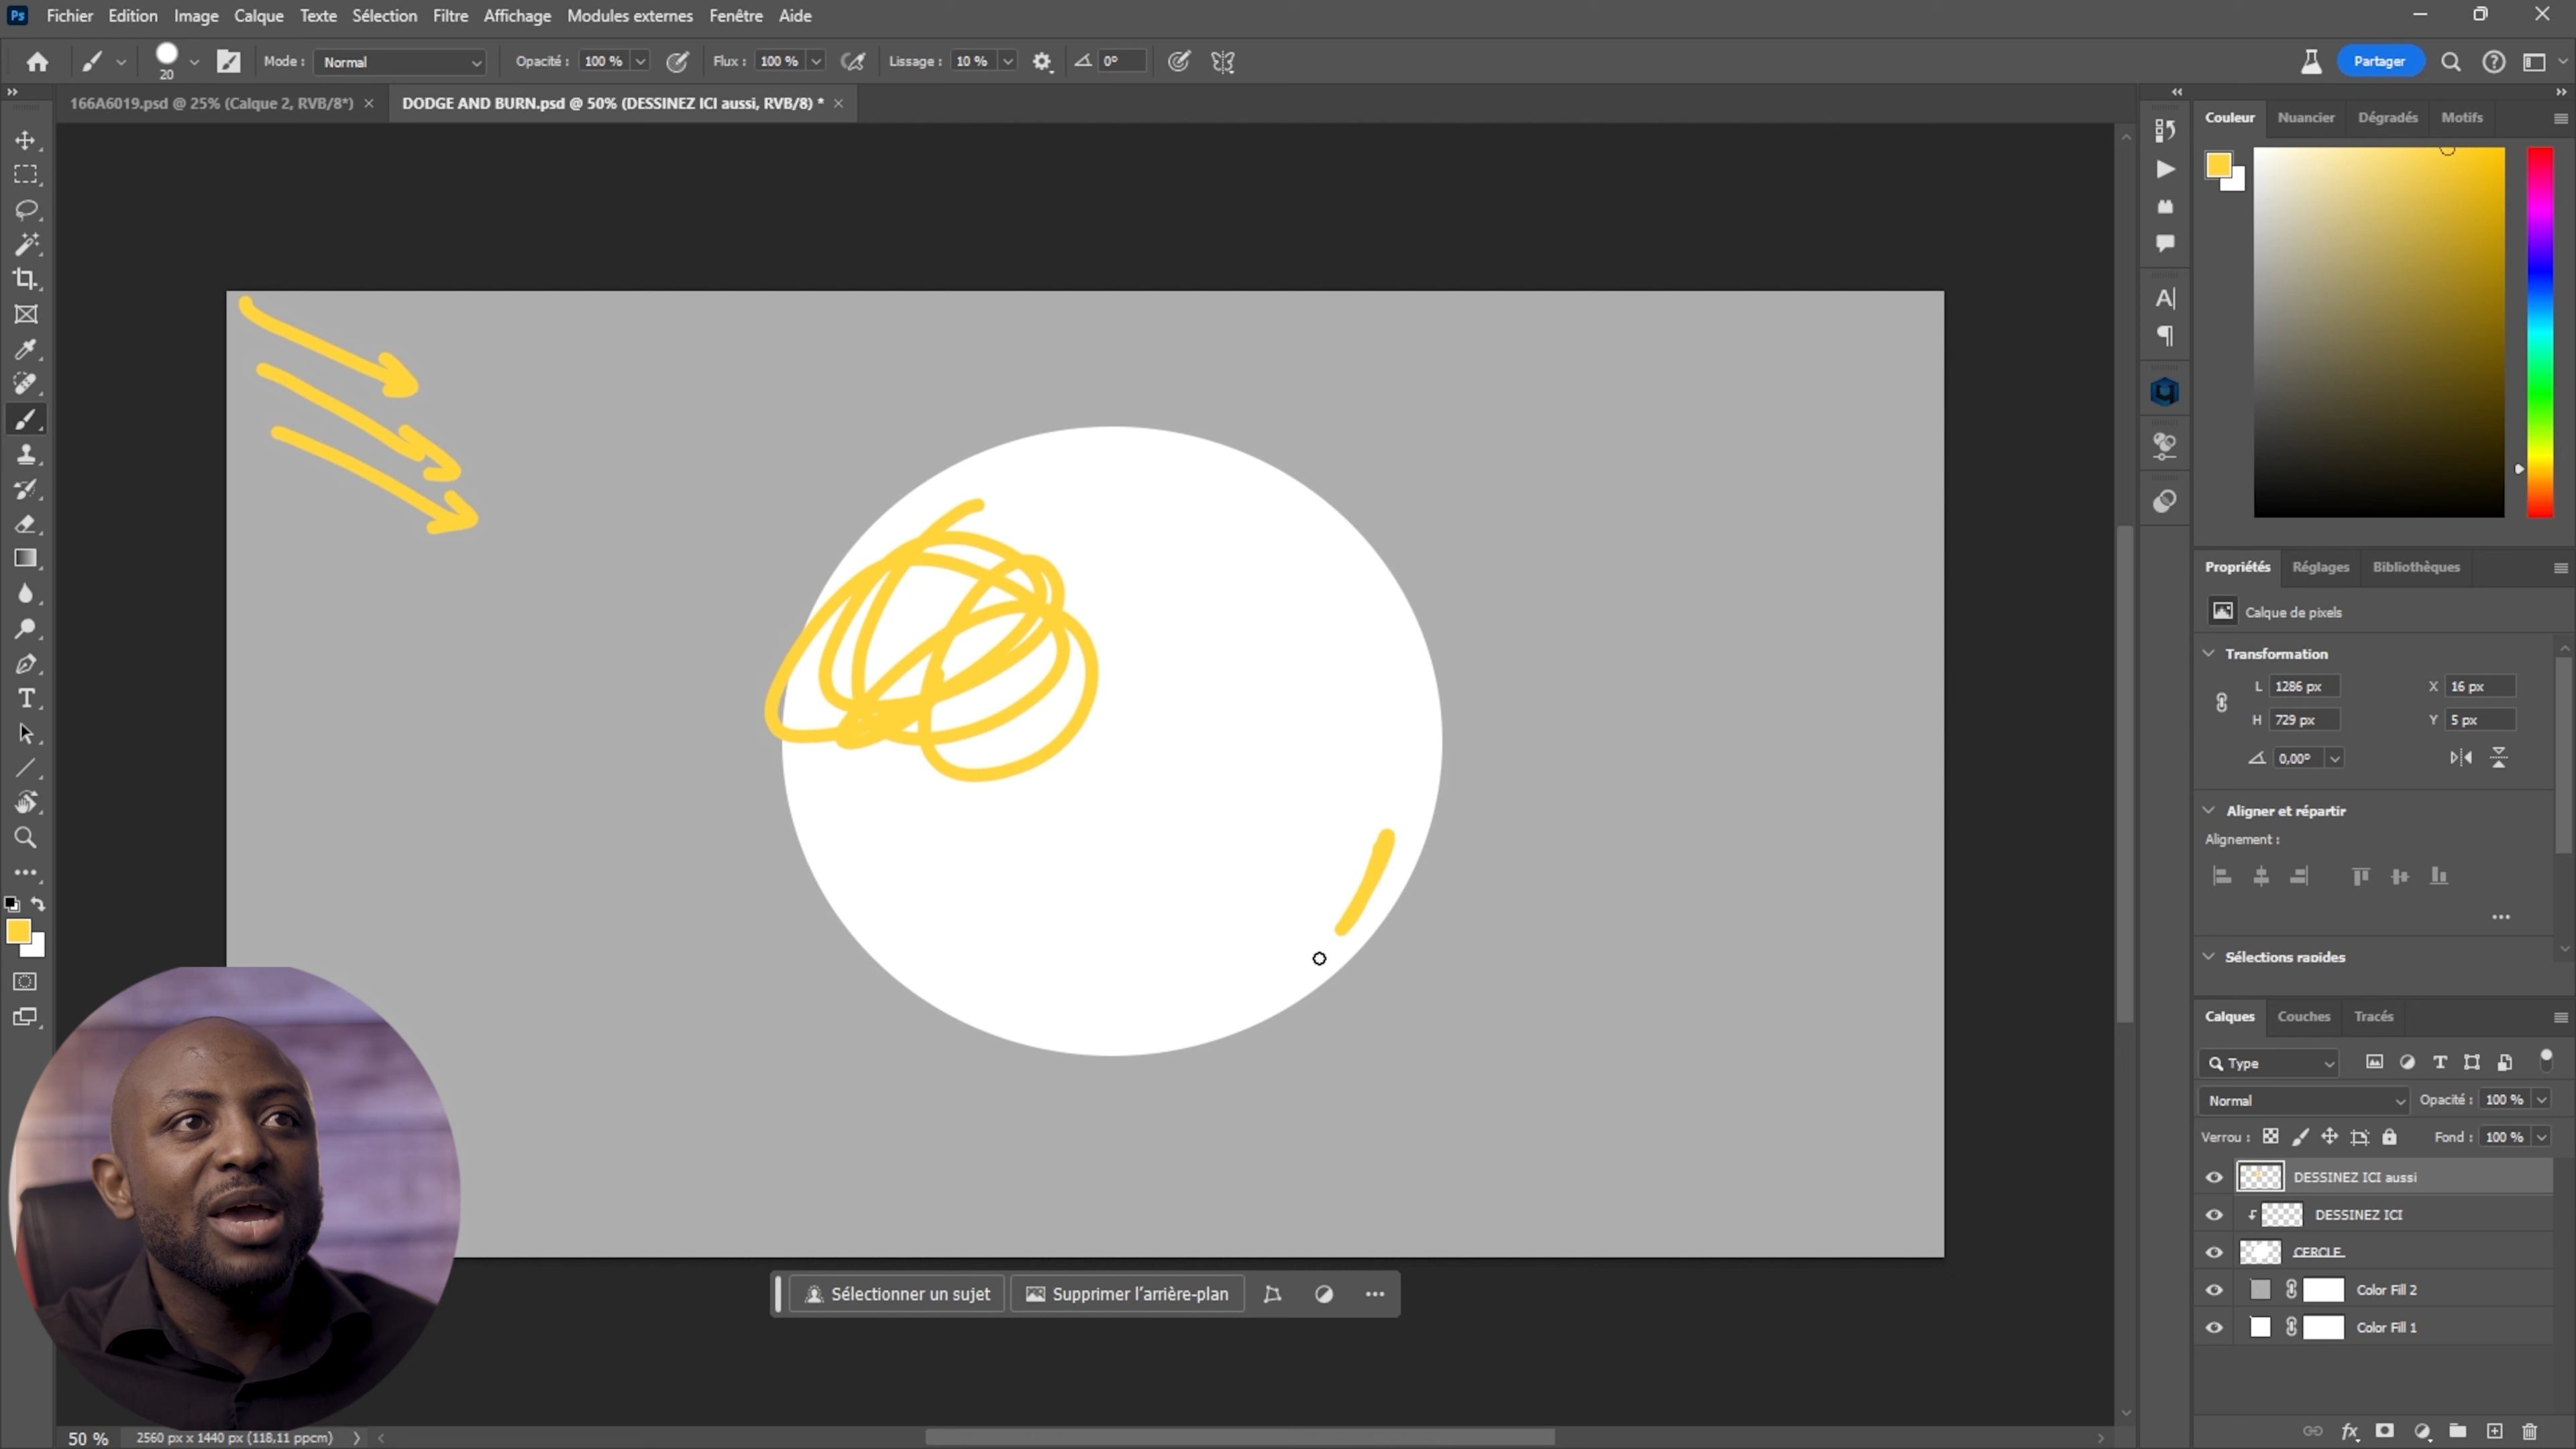 Ps Fichier Edition Image Calque Texte Sélection Filtre Affichage Modules externes Fenêtre Aide
20 Mode : Normal Opacité : 100 % Flux : 100 % Lissage : 10 % 0° Partager
166A6019.psd @ 25% (Calque 2, RVB/8*) × DODGE AND BURN.psd @ 50% (DESSINEZ ICI aussi, RVB/8) * ×
Couleur Nuancier Dégradés Motifs
Propriétés Réglages Bibliothèques
Calque de pixels
Transformation
L 1286 px X 16 px
H 729 px Y 5 px
0,00°
Aligner et répartir
Alignement :
Sélections rapides
Calques Couches Tracés
Type
Normal Opacité : 100 %
Verrou : Fond : 100 %
DESSINEZ ICI aussi
DESSINEZ ICI
CERCLE
Color Fill 2
Color Fill 1
Sélectionner un sujet Supprimer l'arrière-plan
50 % 2560 px x 1440 px (118,11 ppcm)